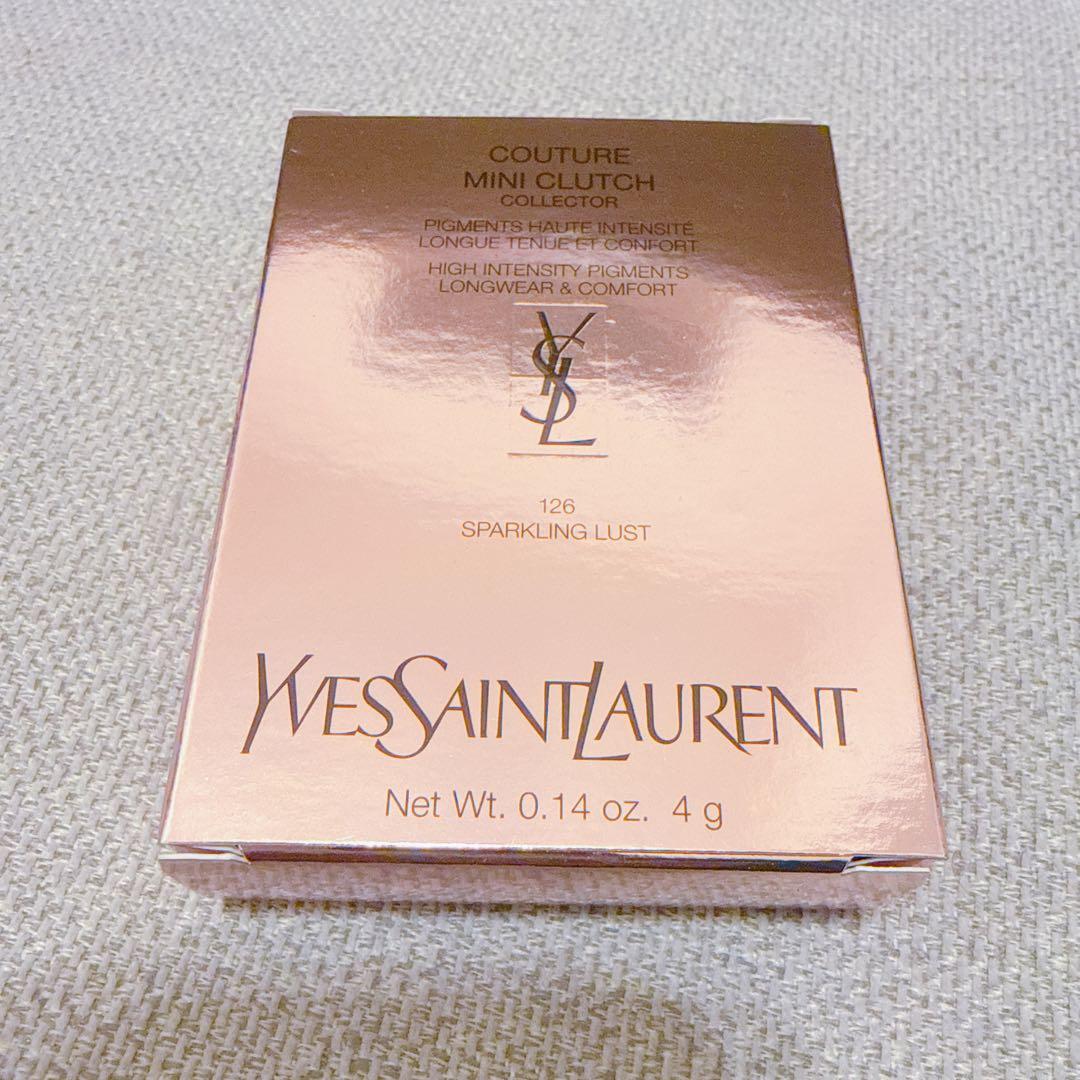 COUTURE
MINI CLUTCH
COLLECTOR
PIGMENTS HAUTE INTENSITÉ
LONGUE TENUE ET CONFORT
HIGH INTENSITY PIGMENTS
LONGWEAR & COMFORT
YSL
126
SPARKLING LUST
YVESSAINTLAURENT
Net Wt. 0.14 oz. 4 g